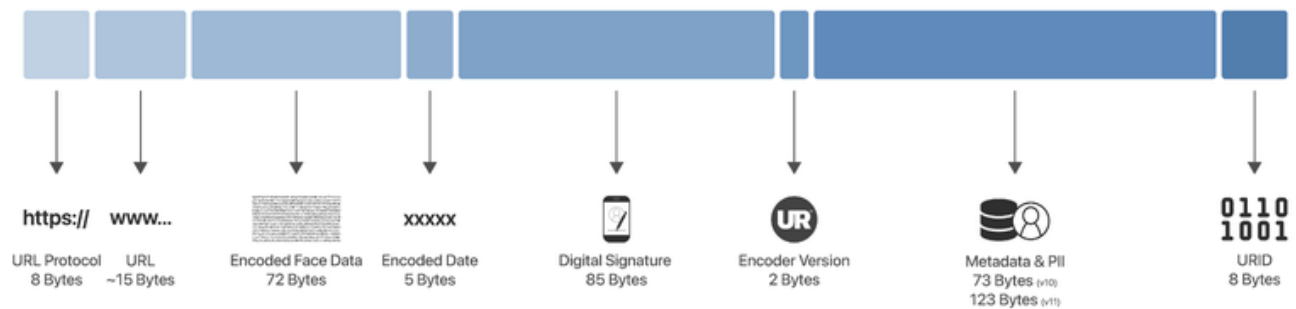 https://
www...
xxxxx
UR
0110
1001
URL Protocol
8 Bytes
URL
~15 Bytes
Encoded Face Data
72 Bytes
Encoded Date
5 Bytes
Digital Signature
85 Bytes
Encoder Version
2 Bytes
Metadata & PII
73 Bytes (v10)
123 Bytes (v11)
URID
8 Bytes